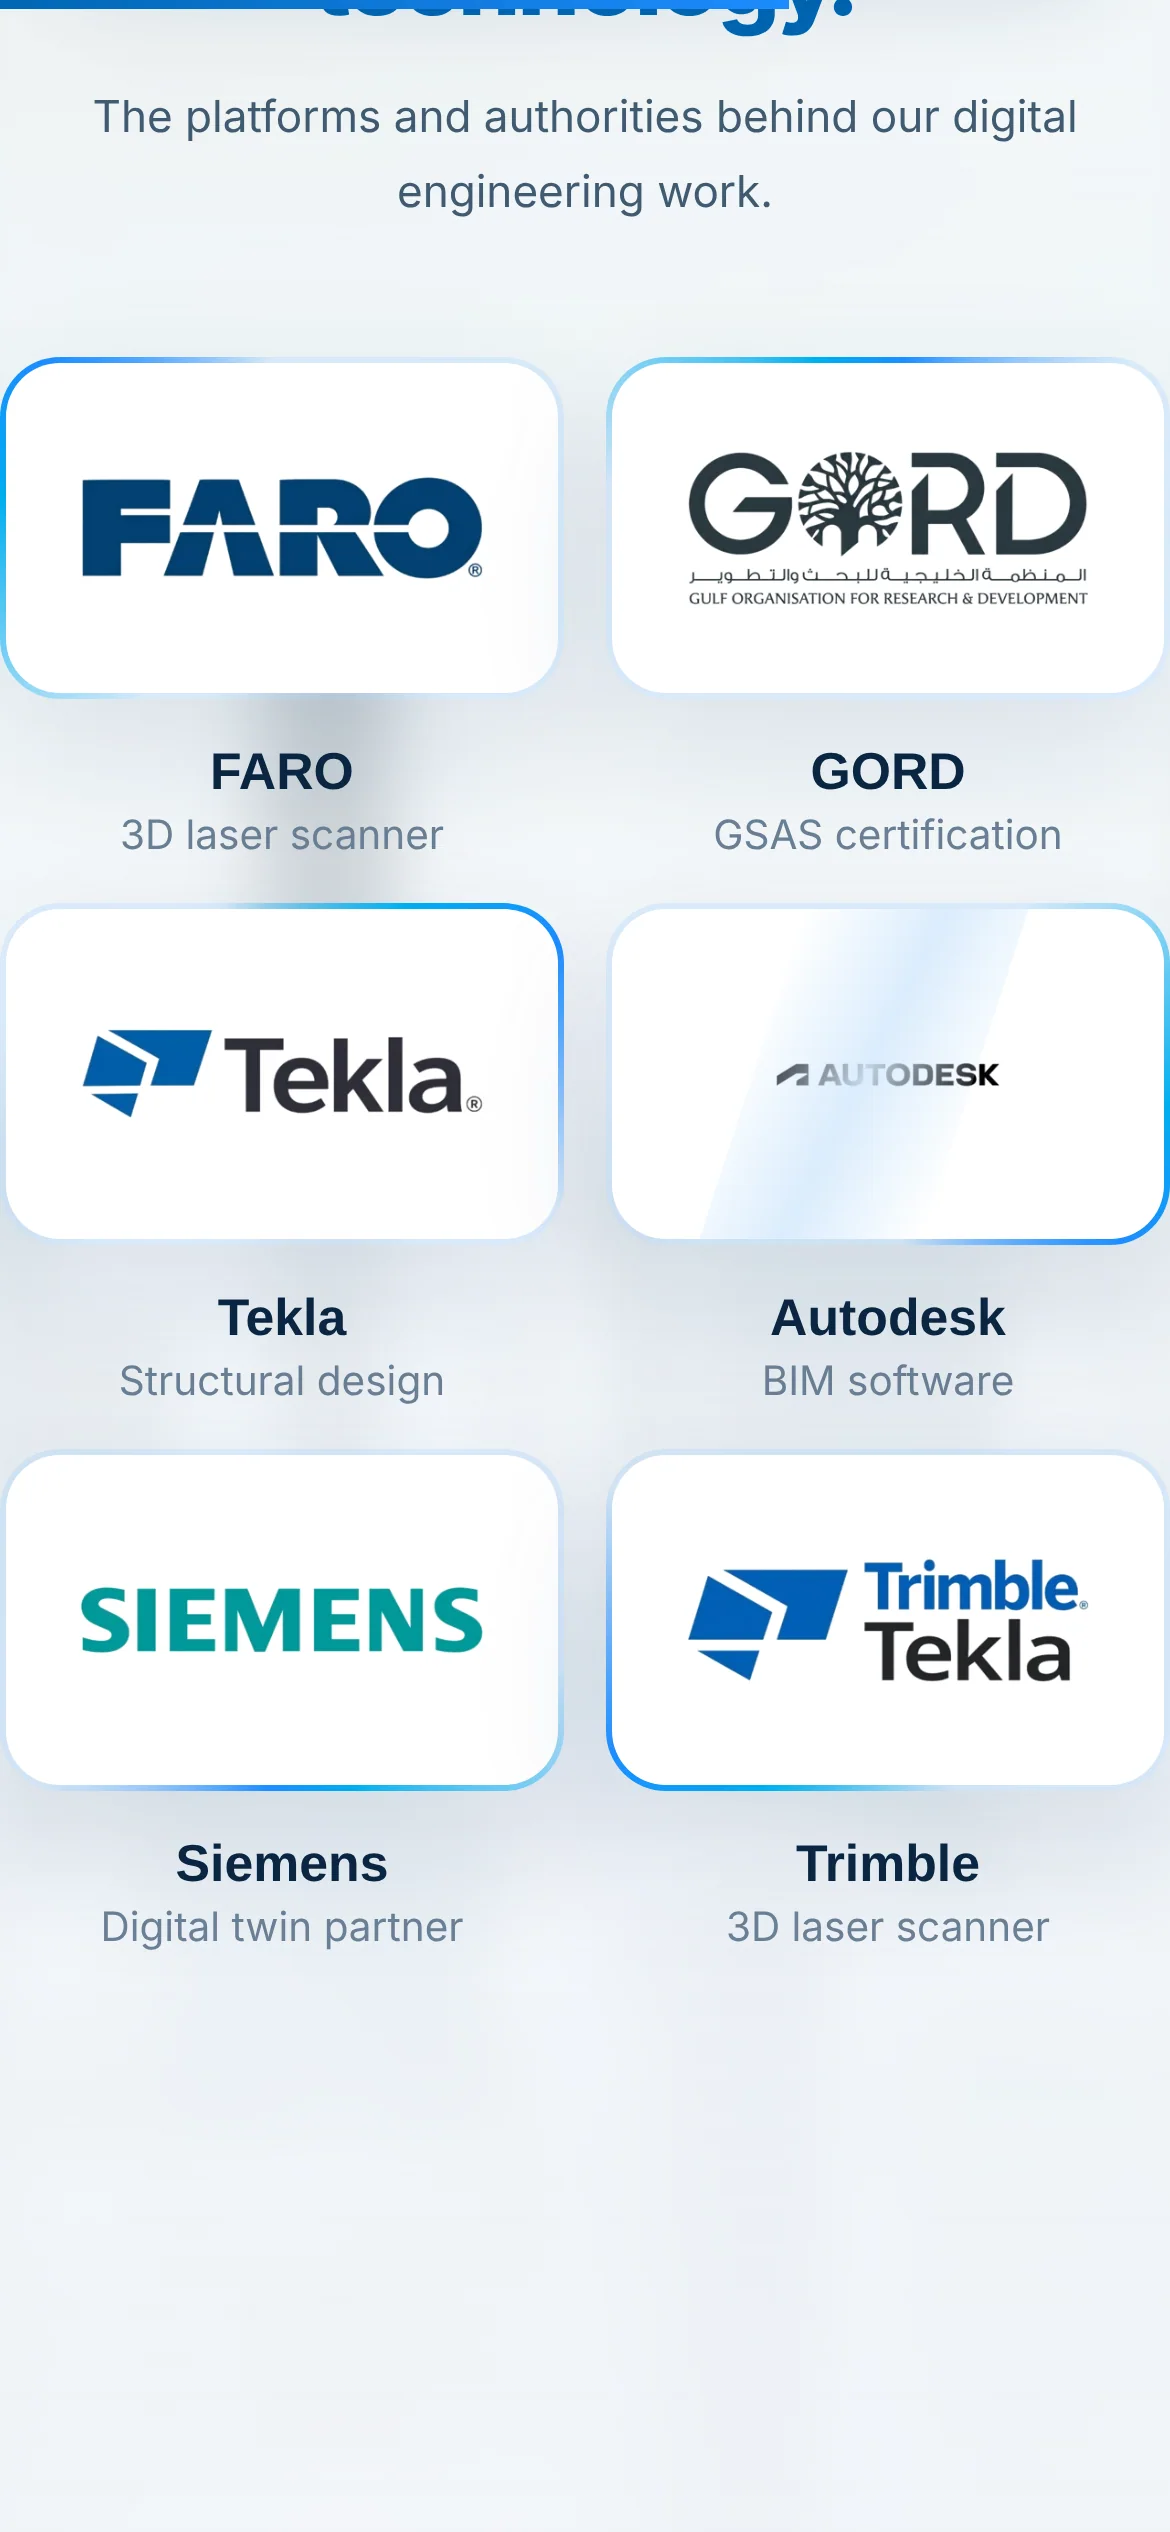 technology.
The platforms and authorities behind our digital
engineering work.
FARO®
GORD
المنظمة الخليجية للبحث والتطوير
GULF ORGANISATION FOR RESEARCH & DEVELOPMENT
FARO
3D laser scanner
GORD
GSAS certification
Tekla®
AUTODESK
Tekla
Structural design
Autodesk
BIM software
SIEMENS
Trimble®
Tekla
Siemens
Digital twin partner
Trimble
3D laser scanner